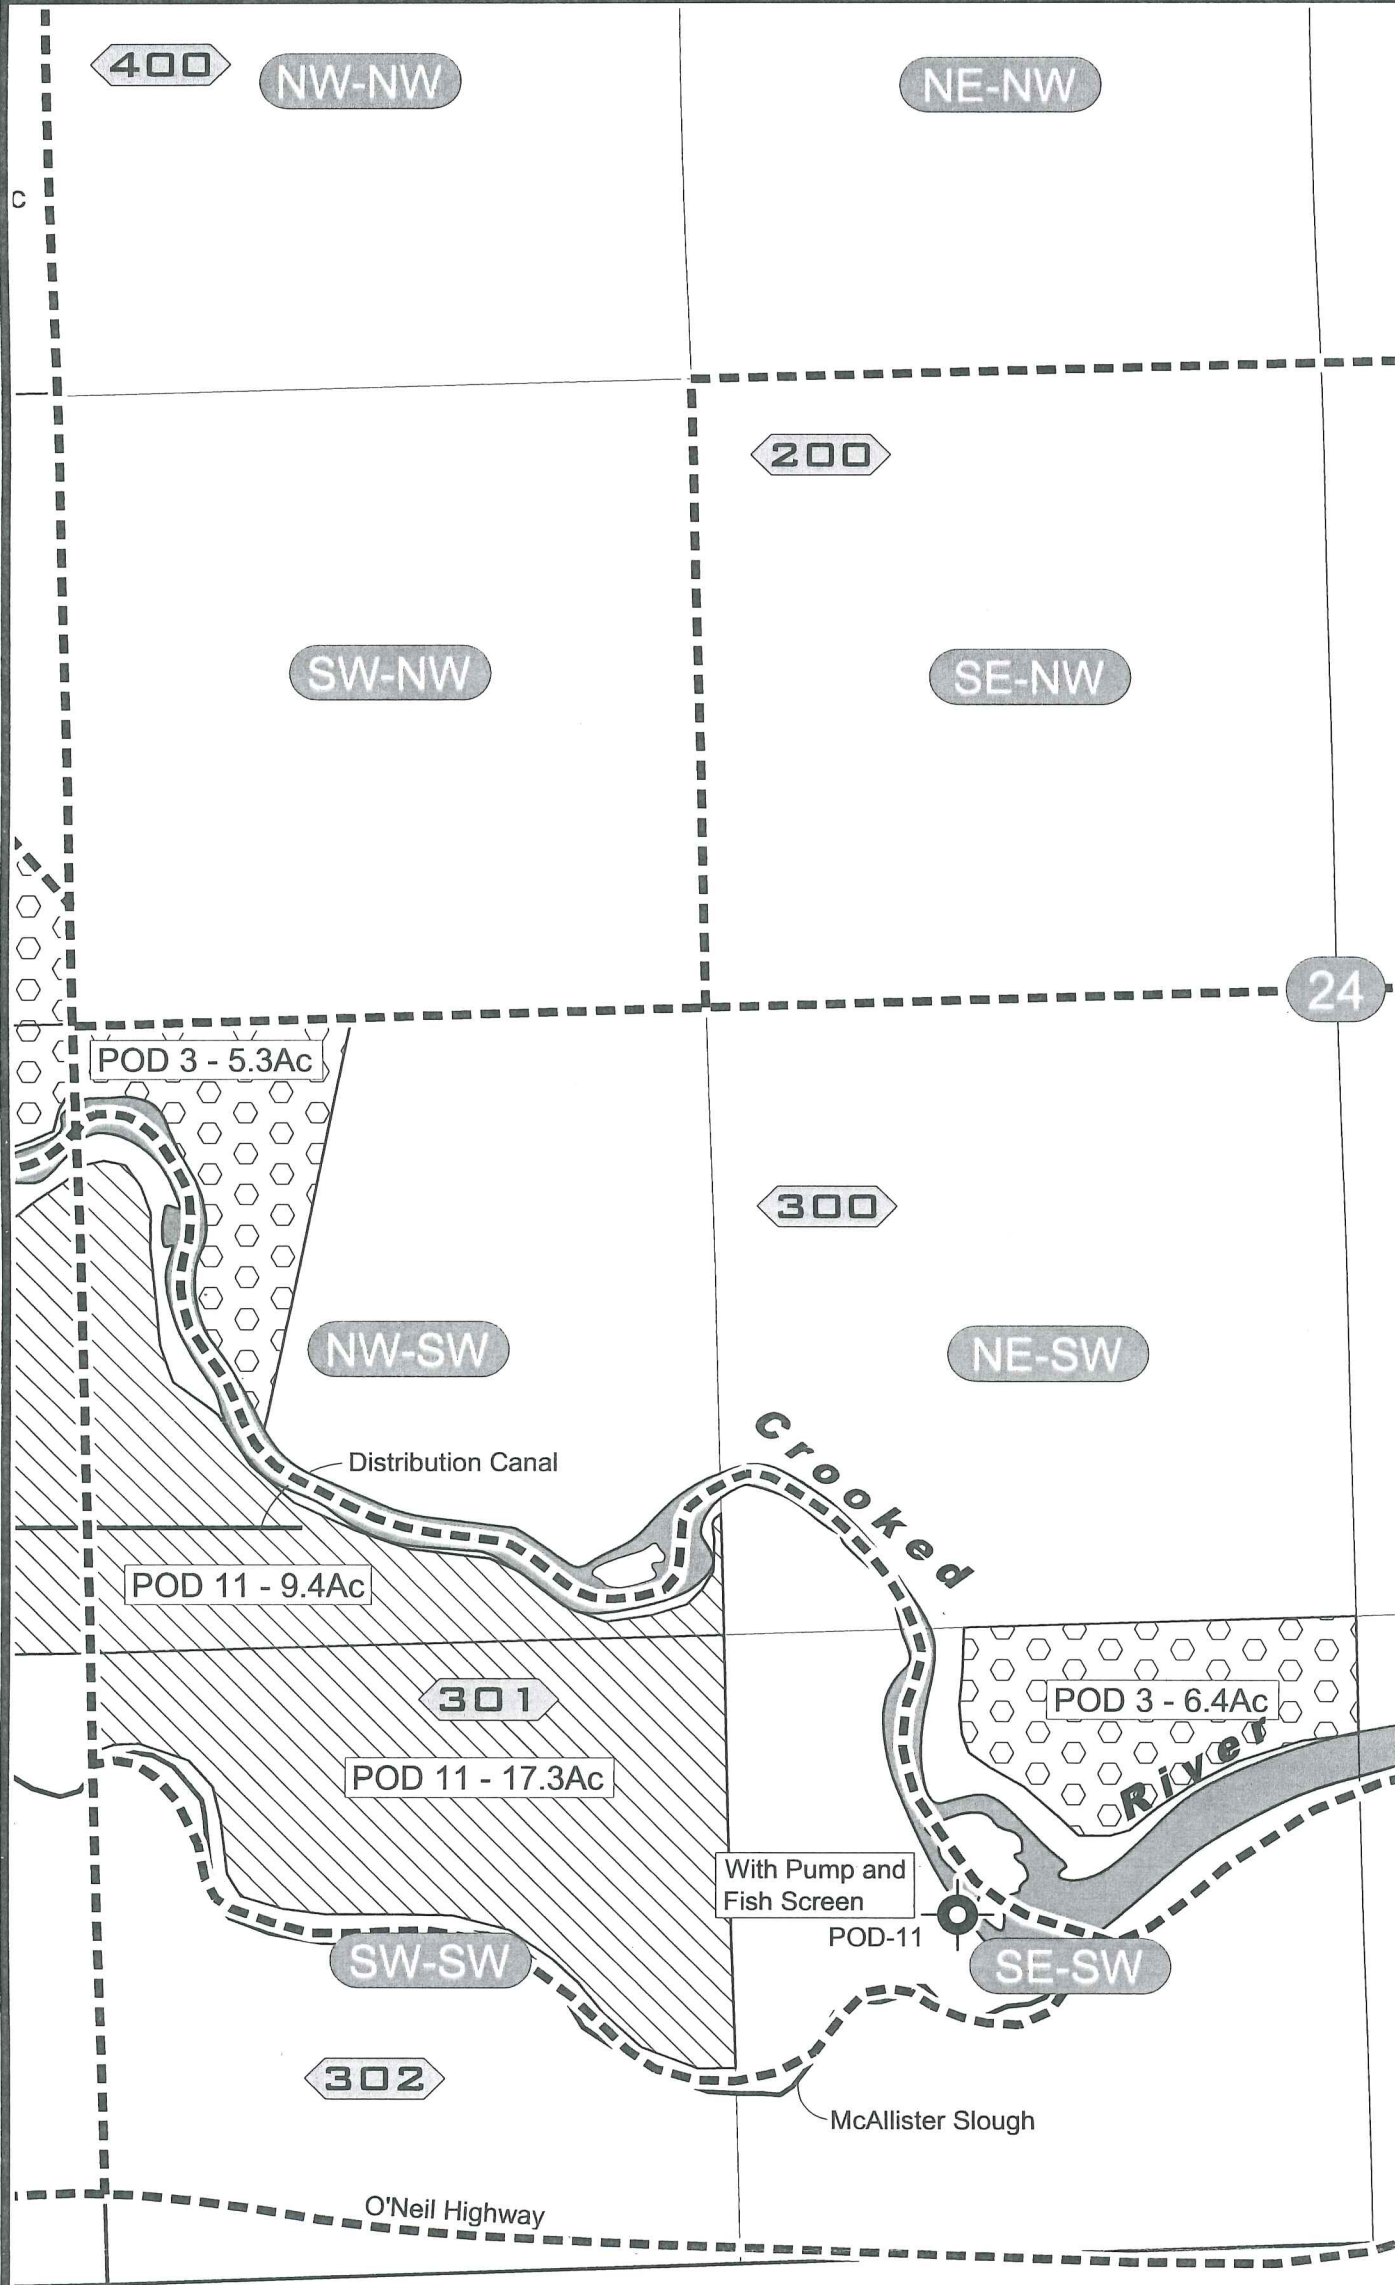 400
NW-NW
NE-NW
C
200
SW-NW
SE-NW
24
POD 3 - 5.3Ac
300
NW-SW
NE-SW
Crooked
Distribution Canal
POD 11 - 9.4Ac
301
POD 3 - 6.4Ac
River
POD 11 - 17.3Ac
With Pump and
Fish Screen
POD-11
SW-SW
SE-SW
302
McAllister Slough
O'Neil Highway